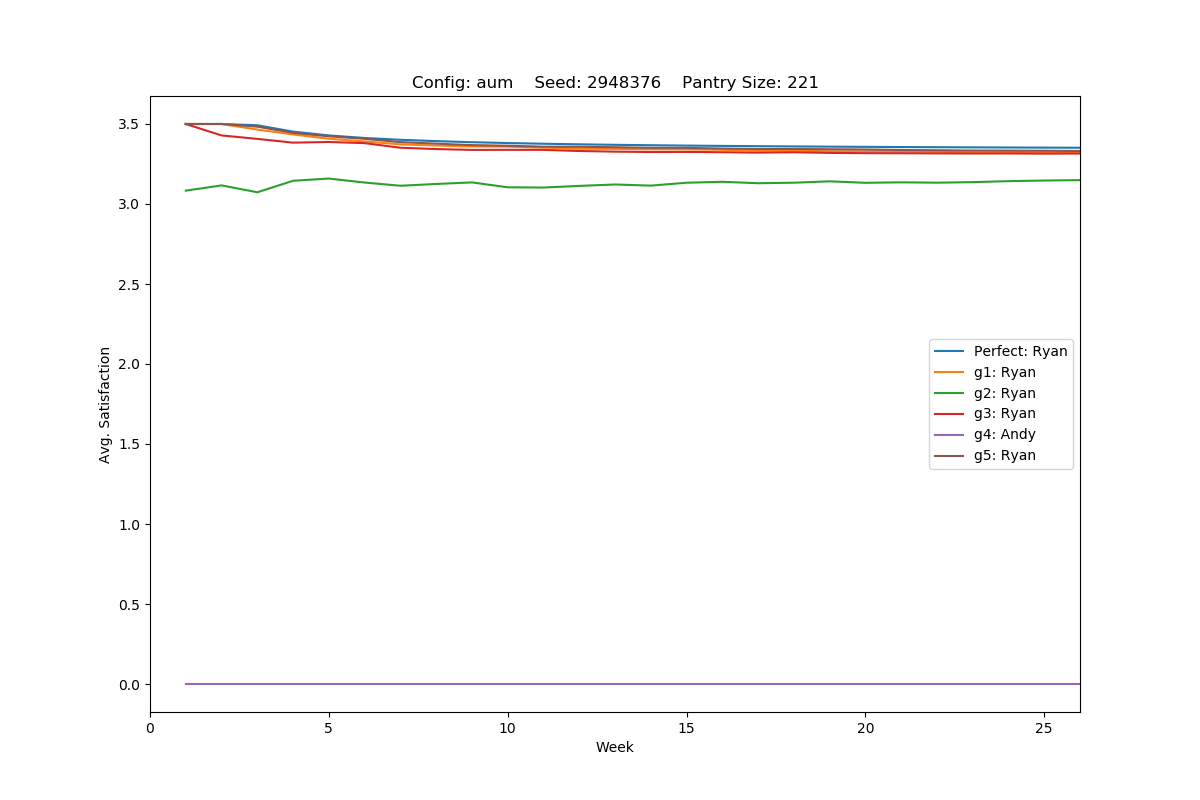 Config: aum    Seed: 2948376    Pantry Size: 221
3.5
3.0
2.5
2.0
1.5
1.0
0.5
0.0
Avg. Satisfaction
Perfect: Ryan
g1: Ryan
g2: Ryan
g3: Ryan
g4: Andy
g5: Ryan
0 5 10 15 20 25
Week